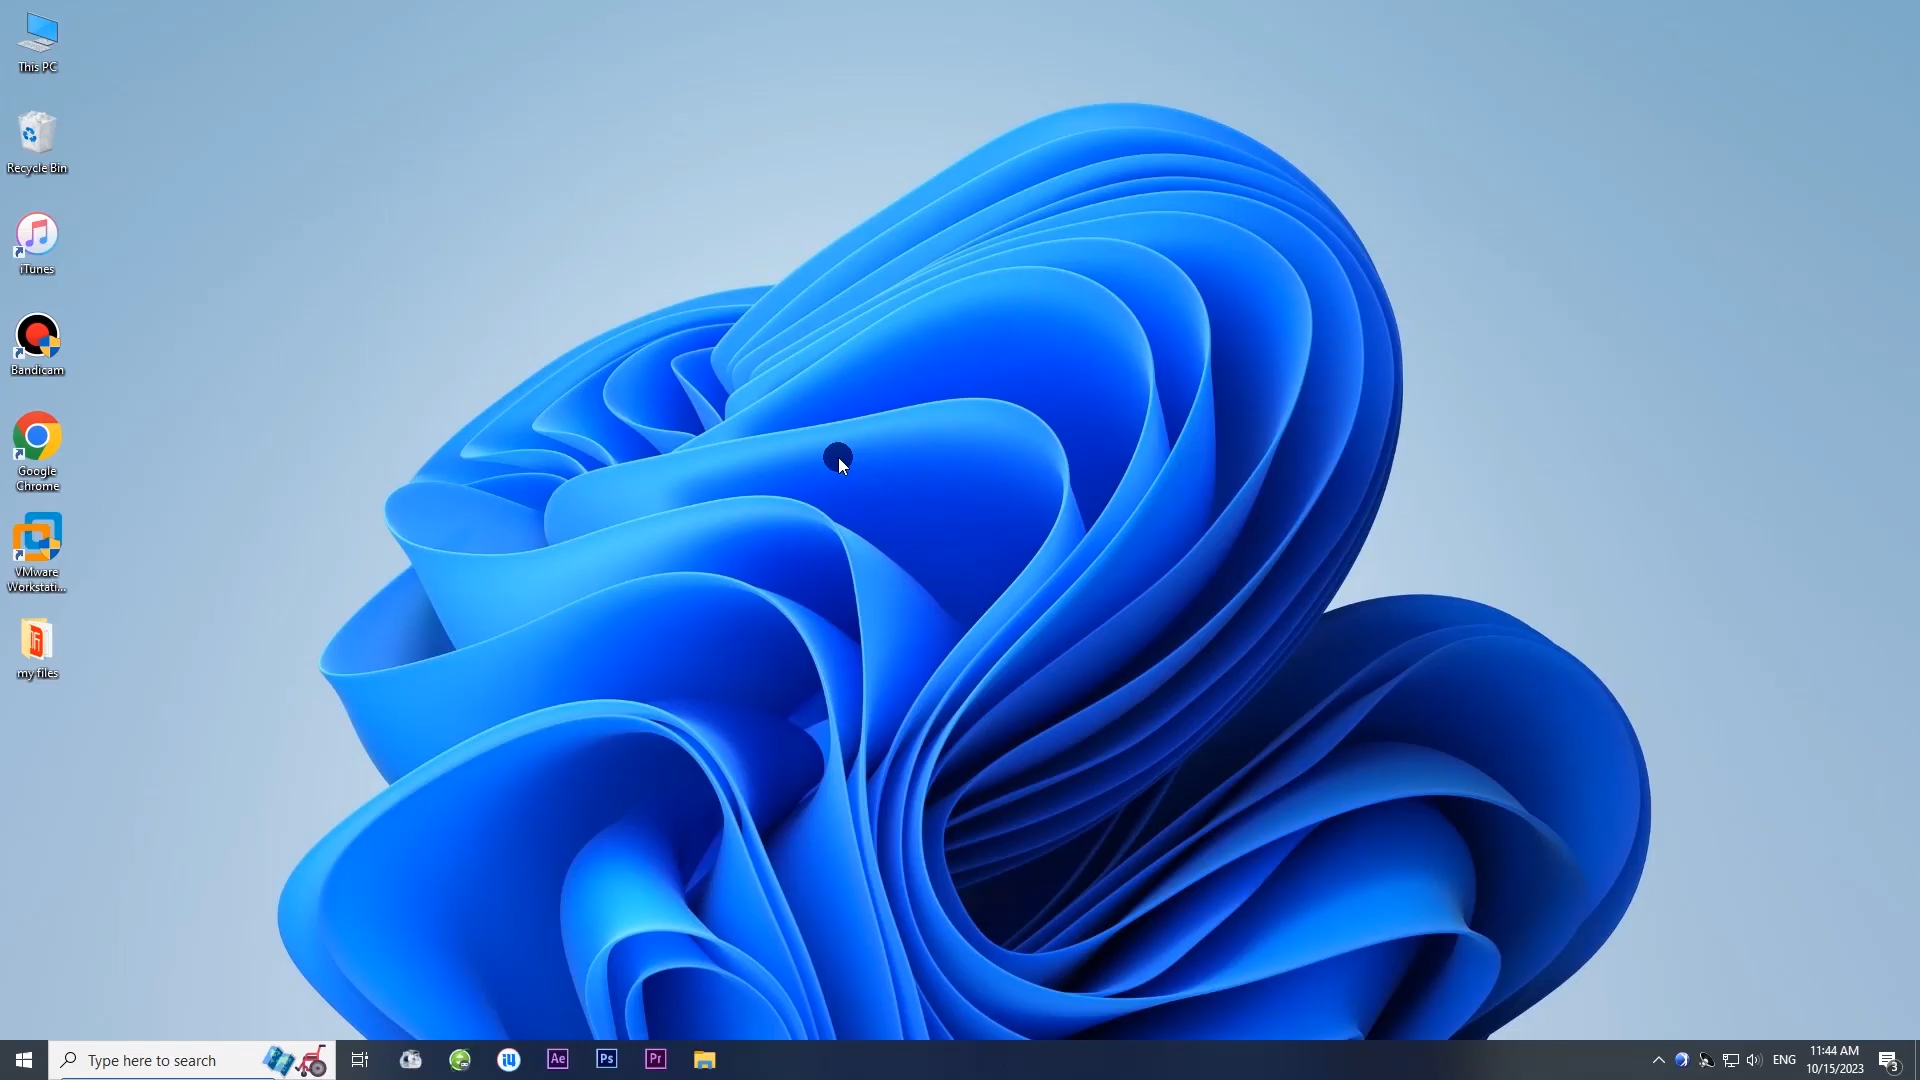 This PC
Recycle Bin
iTunes
Bandicam
Google
Chrome
VMware
Workstati...
my files
Type here to search
Ae
Ps
Pr
ENG
11:44 AM
10/15/2023
3